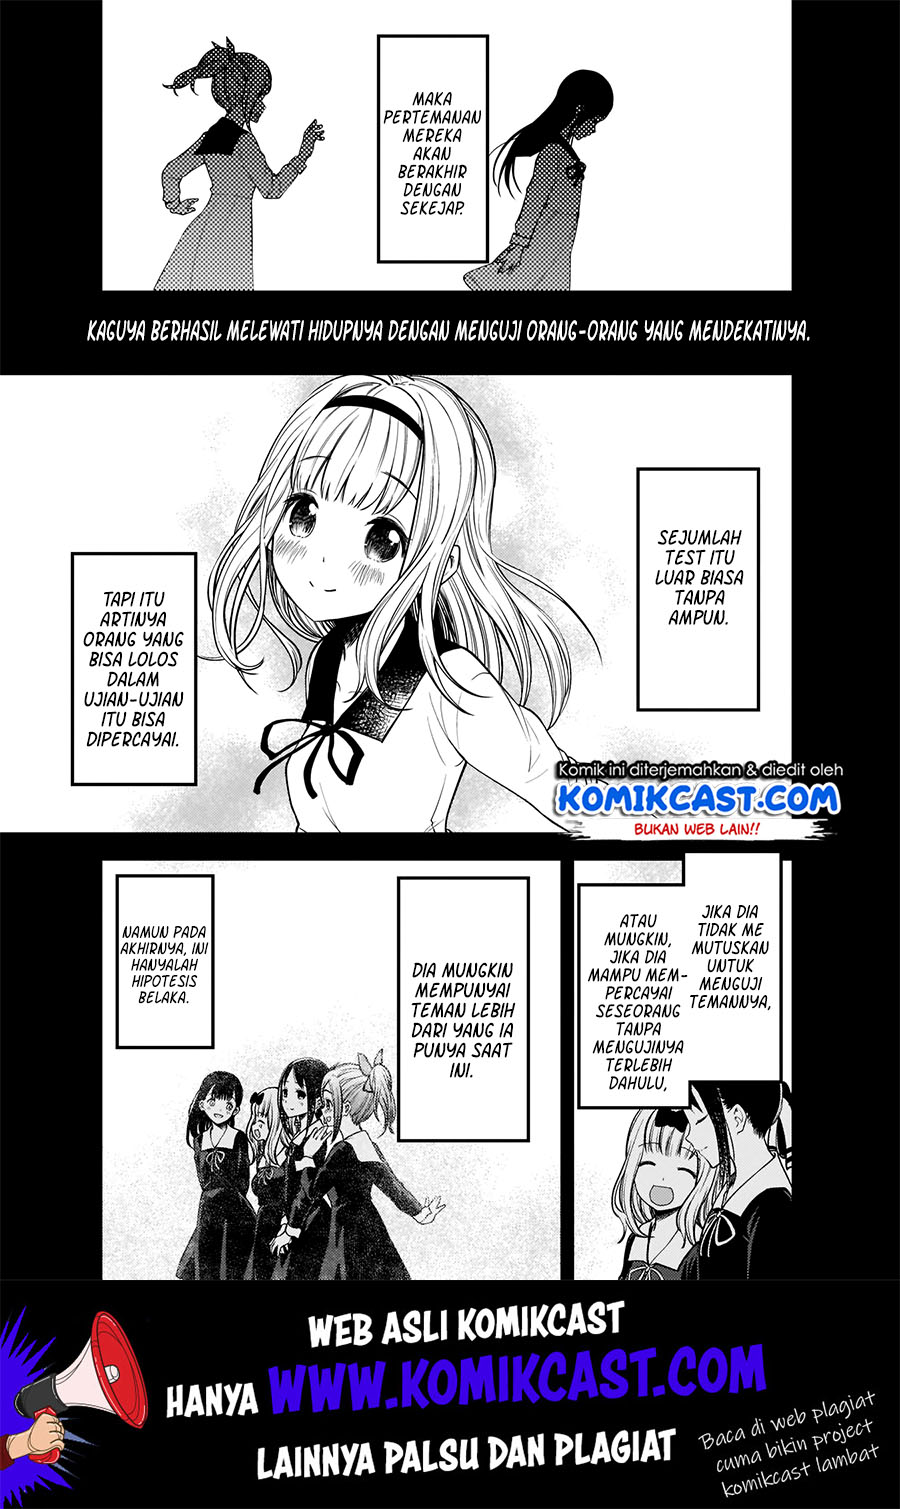 MAKA
PERTEMANAN
MEREKA
AKAN
BERAKHIR
DENGAN
SEKEJAP.
KAGUYA BERHASIL MELEWATI HIDUPNYA DENGAN MENGUJI ORANG-ORANG YANG MENDEKATINYA.
SEJUMLAH
TEST ITU
LUAR BIASA
TANPA
AMPUN.
TAPI ITU
ARTINYA
ORANG YANG
BISA LOLOS
DALAM
UJIAN-UJIAN
ITU BISA
DIPERCAYAI.
Komik ini diterjemahkan & diedit oleh
KOMIKCAST.COM
BUKAN WEB LAIN!!
JIKA DIA
TIDAK ME
MUTUSKAN
UNTUK
MENGUJI
TEMANNYA,
ATAU
MUNGKIN,
JIKA DIA
MAMPU MEM-
PERCAYAI
SESEORANG
TANPA
MENGUJINYA
TERLEBIH
DAHULU,
DIA MUNGKIN
MEMPUNYAI
TEMAN LEBIH
DARI YANG IA
PUNYA SAAT
INI.
NAMUN PADA
AKHIRNYA, INI
HANYALAH
HIPOTESIS
BELAKA.
WEB ASLI KOMIKCAST
HANYA WWW.KOMIKCAST.COM
LAINNYA PALSU DAN PLAGIAT
Baca di web plagiat
cuma bikin project
komikcast lambat